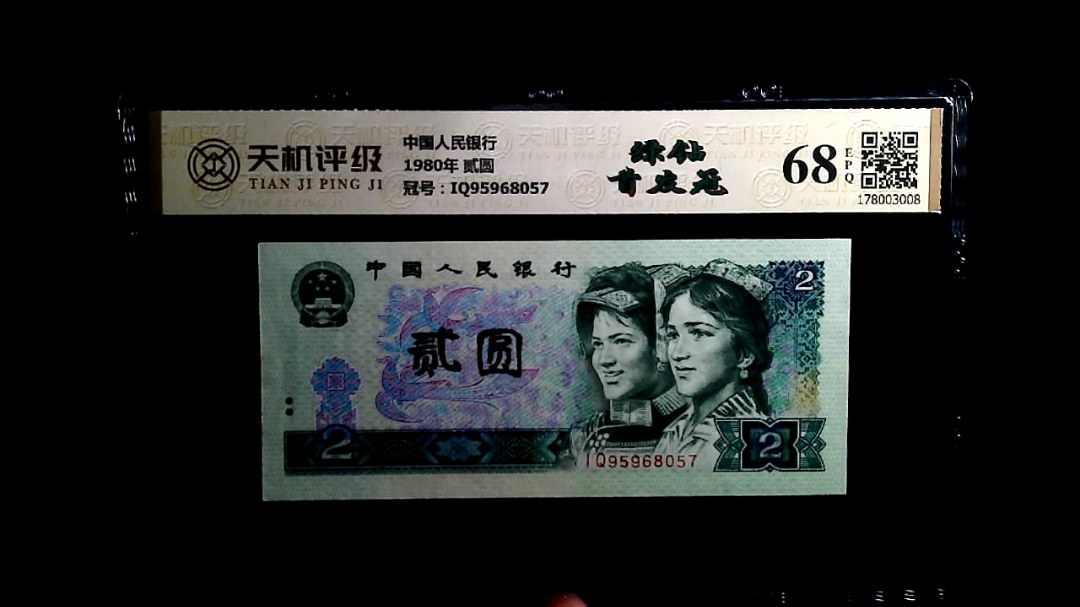 天机评级
TIAN JI PING JI
中国人民银行
1980年 贰圆
冠号：IQ95968057
绿钻
首发冠
68
EPQ
178003008
中国人民银行
2
贰圆
2
IQ95968057
2